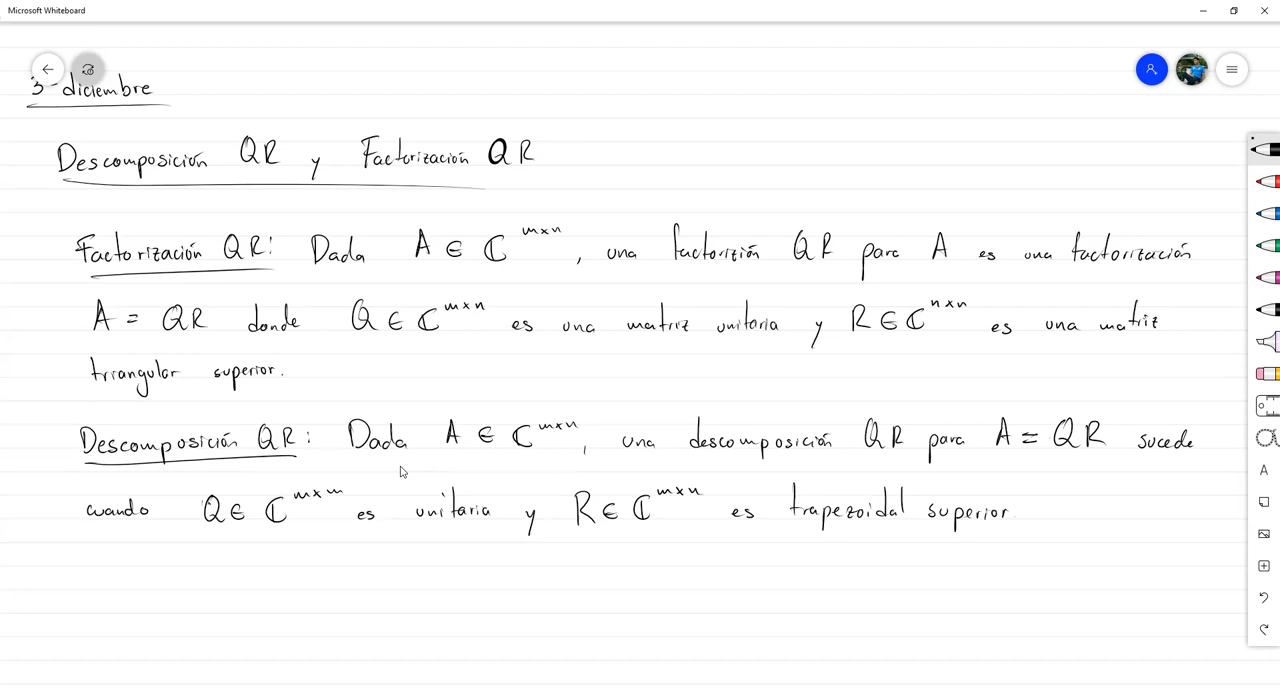 Microsoft Whiteboard
3 diciembre
Descomposición QR y Factorización QR
Factorización QR: Dada A ∈ ℂ^{m×n}, una factorizión QR para A es una factorización
A = QR donde Q ∈ ℂ^{m×n} es una matriz unitaria y R ∈ ℂ^{n×n} es una matriz
triangular superior.
Descomposición QR: Dada A ∈ ℂ^{m×n}, una descomposición QR para A = QR sucede
cuando Q ∈ ℂ^{m×m} es unitaria y R ∈ ℂ^{m×n} es trapezoidal superior.